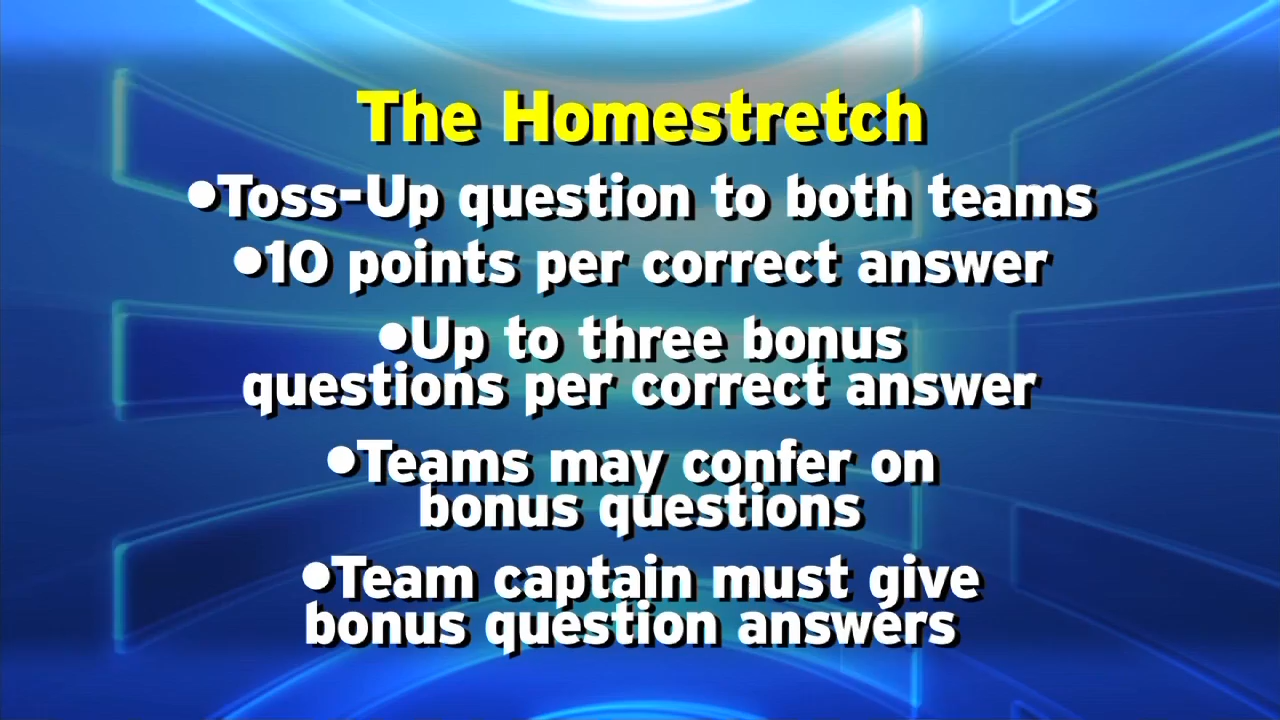 The Homestretch
•Toss-Up question to both teams
•10 points per correct answer
•Up to three bonus
questions per correct answer
•Teams may confer on
bonus questions
•Team captain must give
bonus question answers